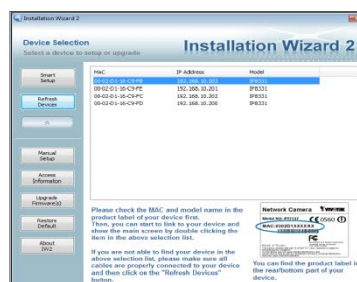 Installation Wizard 2
Device Selection
Select a device to setup or upgrade
Installation Wizard 2
Smart
Setup
Refresh
Devices
Manual
Setup
Access
Information
Upgrade
Firmware(s)
Restore
Default
About
IW2
MAC IP Address Model
00-02-D1-16-C9-FB 192.168.10.202 IP8331
00-02-D1-16-C9-FE 192.168.10.201 IP8331
00-02-D1-16-C9-FC 192.168.10.202 IP8331
00-02-D1-16-C9-FD 192.168.10.200 IP8331
Please check the MAC and model name in the
product label of your device first.
Then, you can start to link to your device and
show the main screen by double clicking the
item in the above selection list.
If you are not able to find your device in the
above selection list, please make sure all
cables are properly connected to your device
and then click on the "Refresh Devices"
button.
Network Camera
0560
You can find the product label in
the rear/bottom part of your
device.